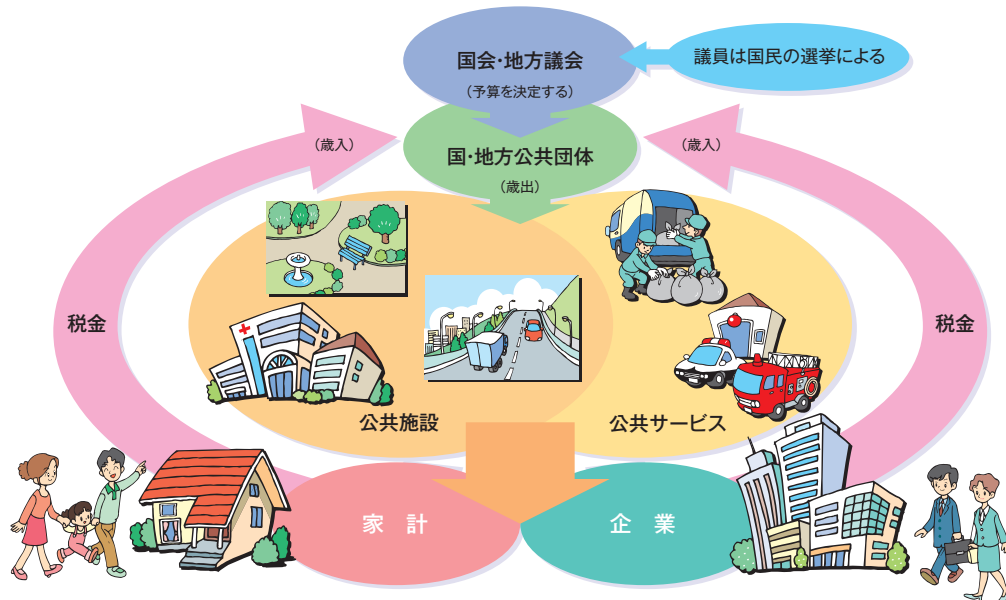 国会・地方議会
（予算を決定する）
議員は国民の選挙による
（歳入）
国・地方公共団体
（歳出）
（歳入）
税金
税金
公共施設
公共サービス
家　計
企　業